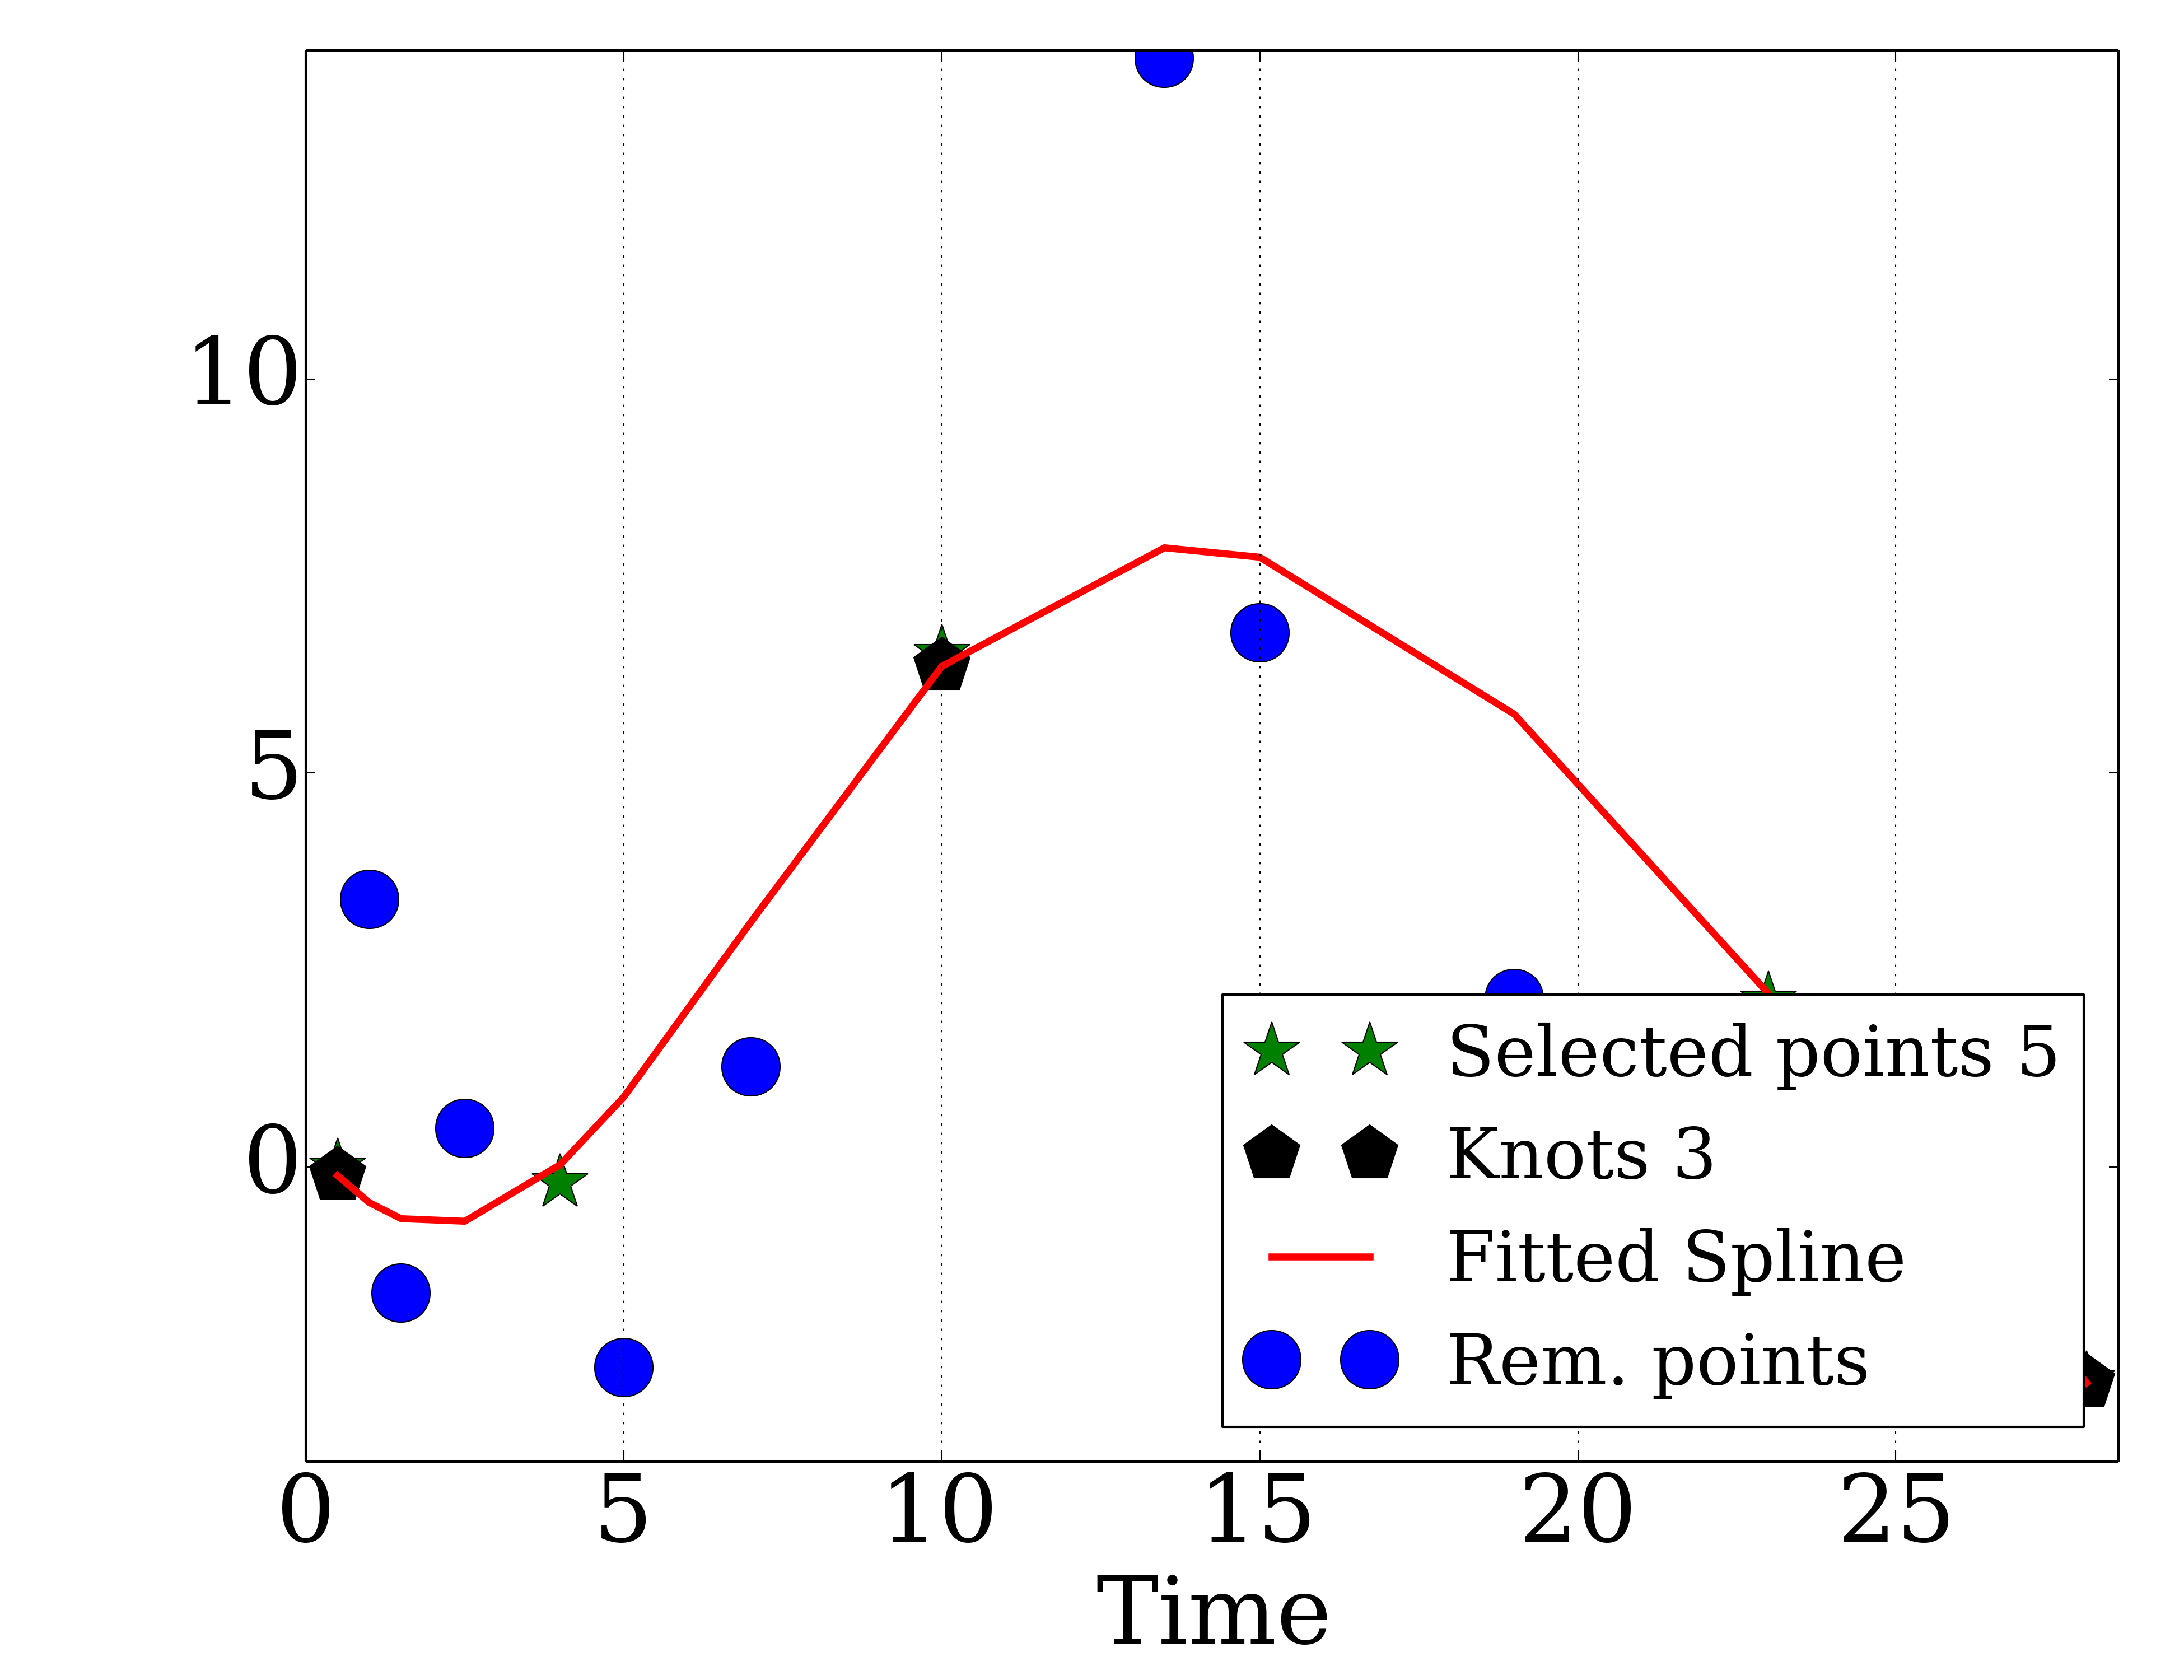 10
5
0
Selected points 5
Knots 3
Fitted Spline
Rem. points
0 5 10 15 20 25
Time